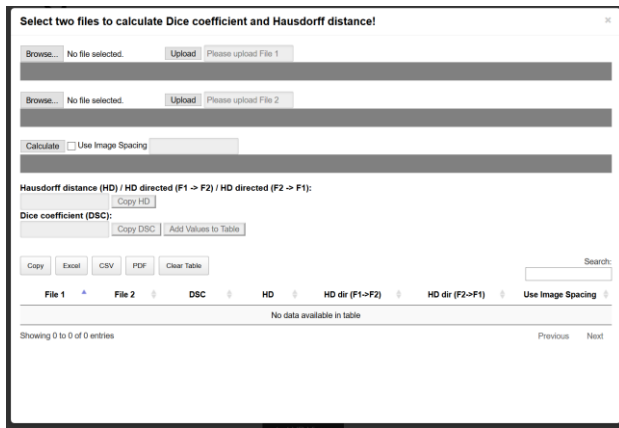 Select two files to calculate Dice coefficient and Hausdorff distance! ×
Browse... No file selected. Upload Please upload File 1
Browse... No file selected. Upload Please upload File 2
Calculate Use Image Spacing
Hausdorff distance (HD) / HD directed (F1 -> F2) / HD directed (F2 -> F1):
Copy HD
Dice coefficient (DSC):
Copy DSC Add Values to Table
Copy Excel CSV PDF Clear Table Search:
File 1 File 2 DSC HD HD dir (F1->F2) HD dir (F2->F1) Use Image Spacing
No data available in table
Showing 0 to 0 of 0 entries Previous Next